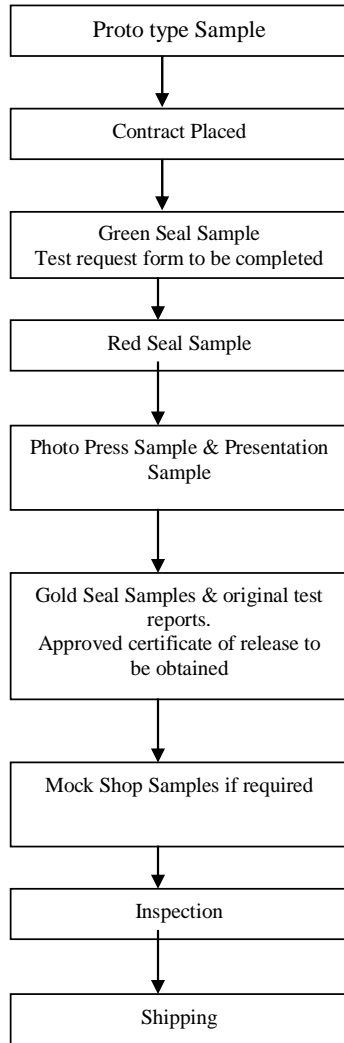 Proto type Sample
Contract Placed
Green Seal Sample
Test request form to be completed
Red Seal Sample
Photo Press Sample & Presentation
Sample
Gold Seal Samples & original test
reports.
Approved certificate of release to
be obtained
Mock Shop Samples if required
Inspection
Shipping